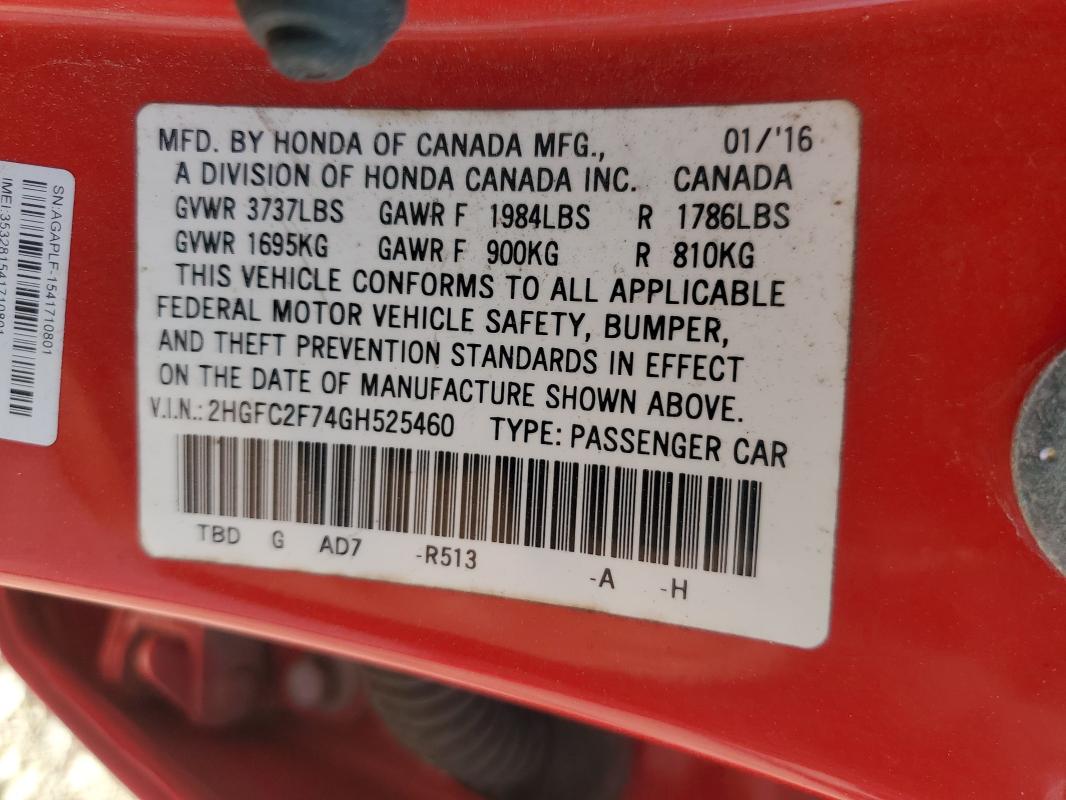 MFD. BY HONDA OF CANADA MFG., 01/'16
A DIVISION OF HONDA CANADA INC. CANADA
GVWR 3737LBS GAWR F 1984LBS R 1786LBS
GVWR 1695KG GAWR F 900KG R 810KG
THIS VEHICLE CONFORMS TO ALL APPLICABLE
FEDERAL MOTOR VEHICLE SAFETY, BUMPER,
AND THEFT PREVENTION STANDARDS IN EFFECT
ON THE DATE OF MANUFACTURE SHOWN ABOVE.
V.I.N.: 2HGFC2F74GH525460 TYPE: PASSENGER CAR
TBD G AD7 -R513 -A -H
SN:AGAPLF-1541710801
IMEI:353281541710801